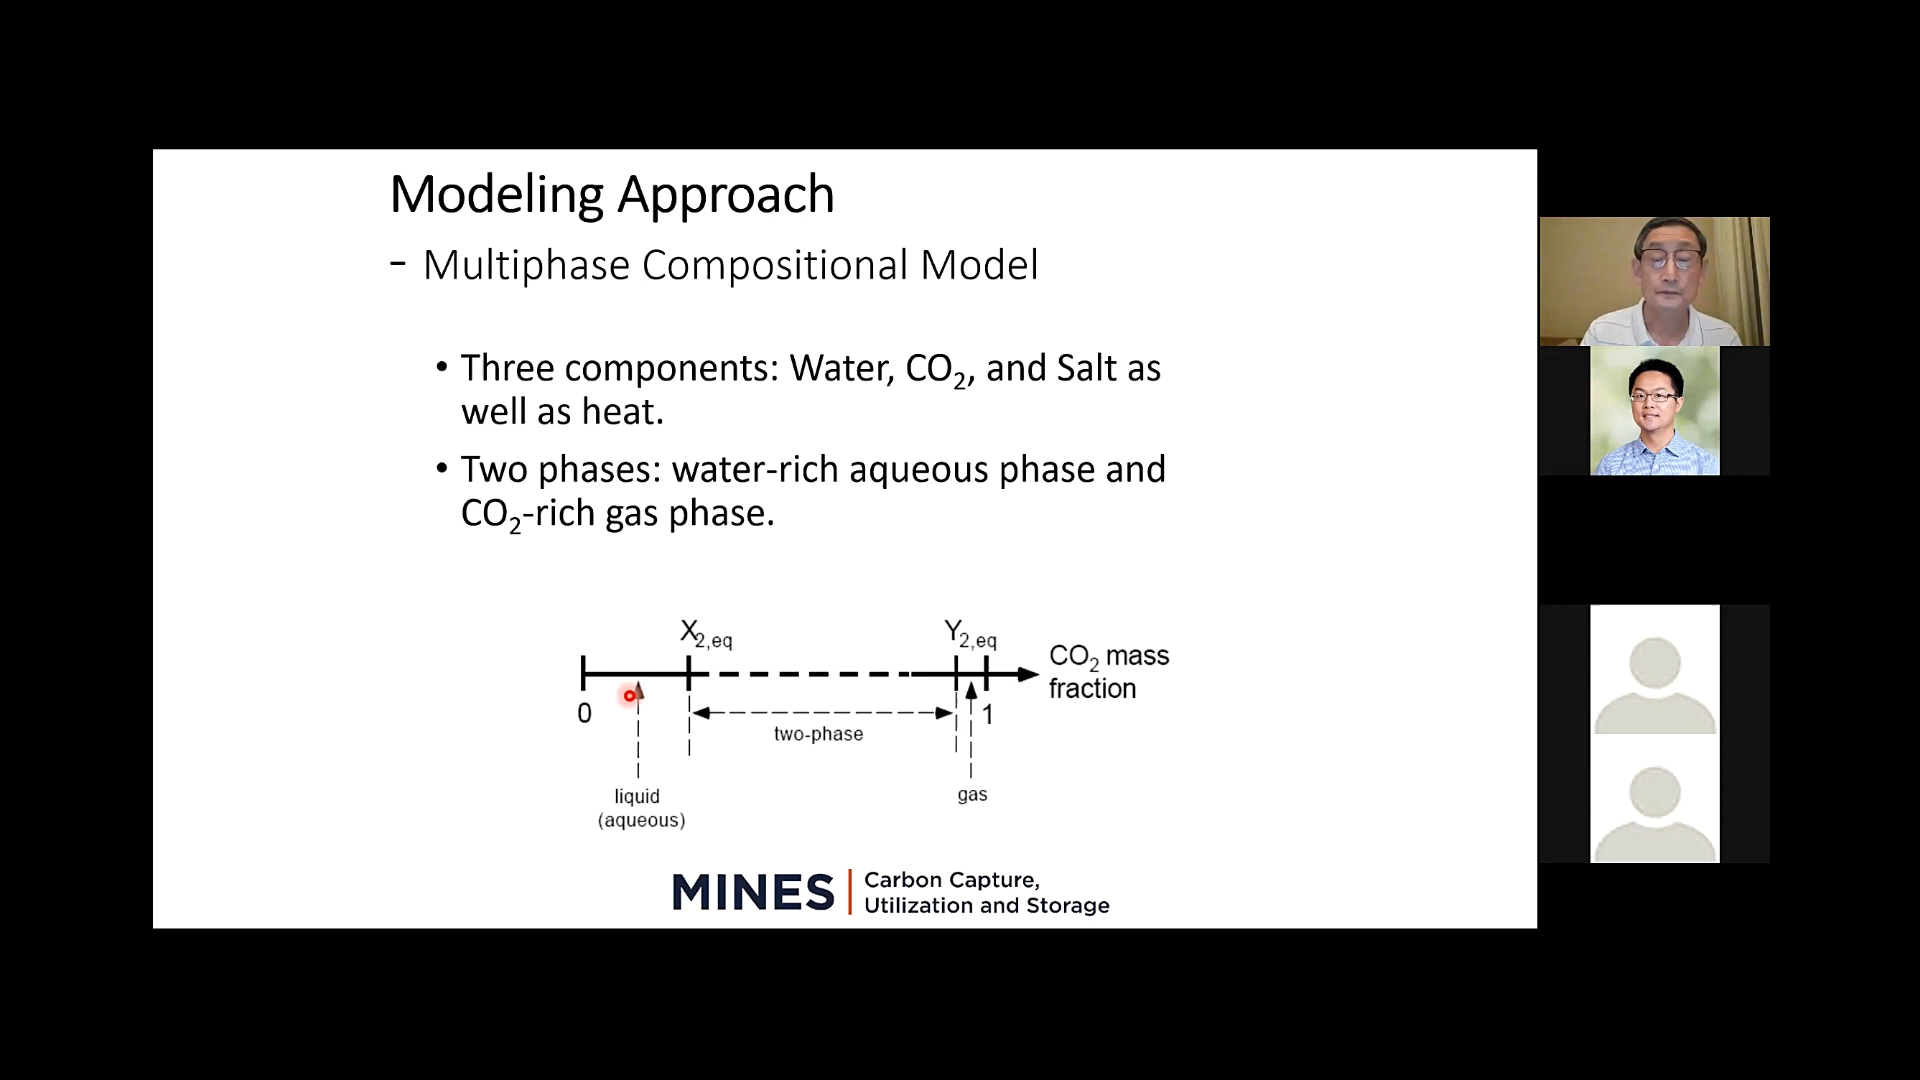 Modeling Approach
- Multiphase Compositional Model
• Three components: Water, CO₂, and Salt as
well as heat.
• Two phases: water-rich aqueous phase and
CO₂-rich gas phase.
X2,eq
Y2,eq
CO₂ mass
fraction
0
1
two-phase
liquid
(aqueous)
gas
MINES
Carbon Capture,
Utilization and Storage